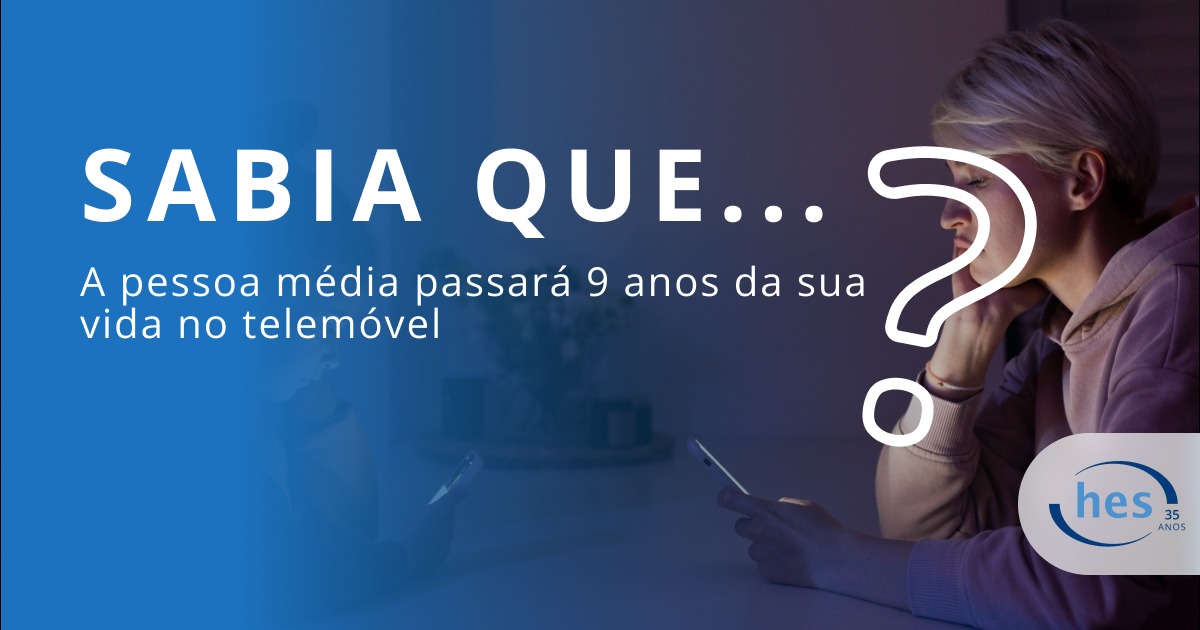 SABIA QUE...
A pessoa média passará 9 anos da sua
vida no telemóvel
?
hes
35
ANOS